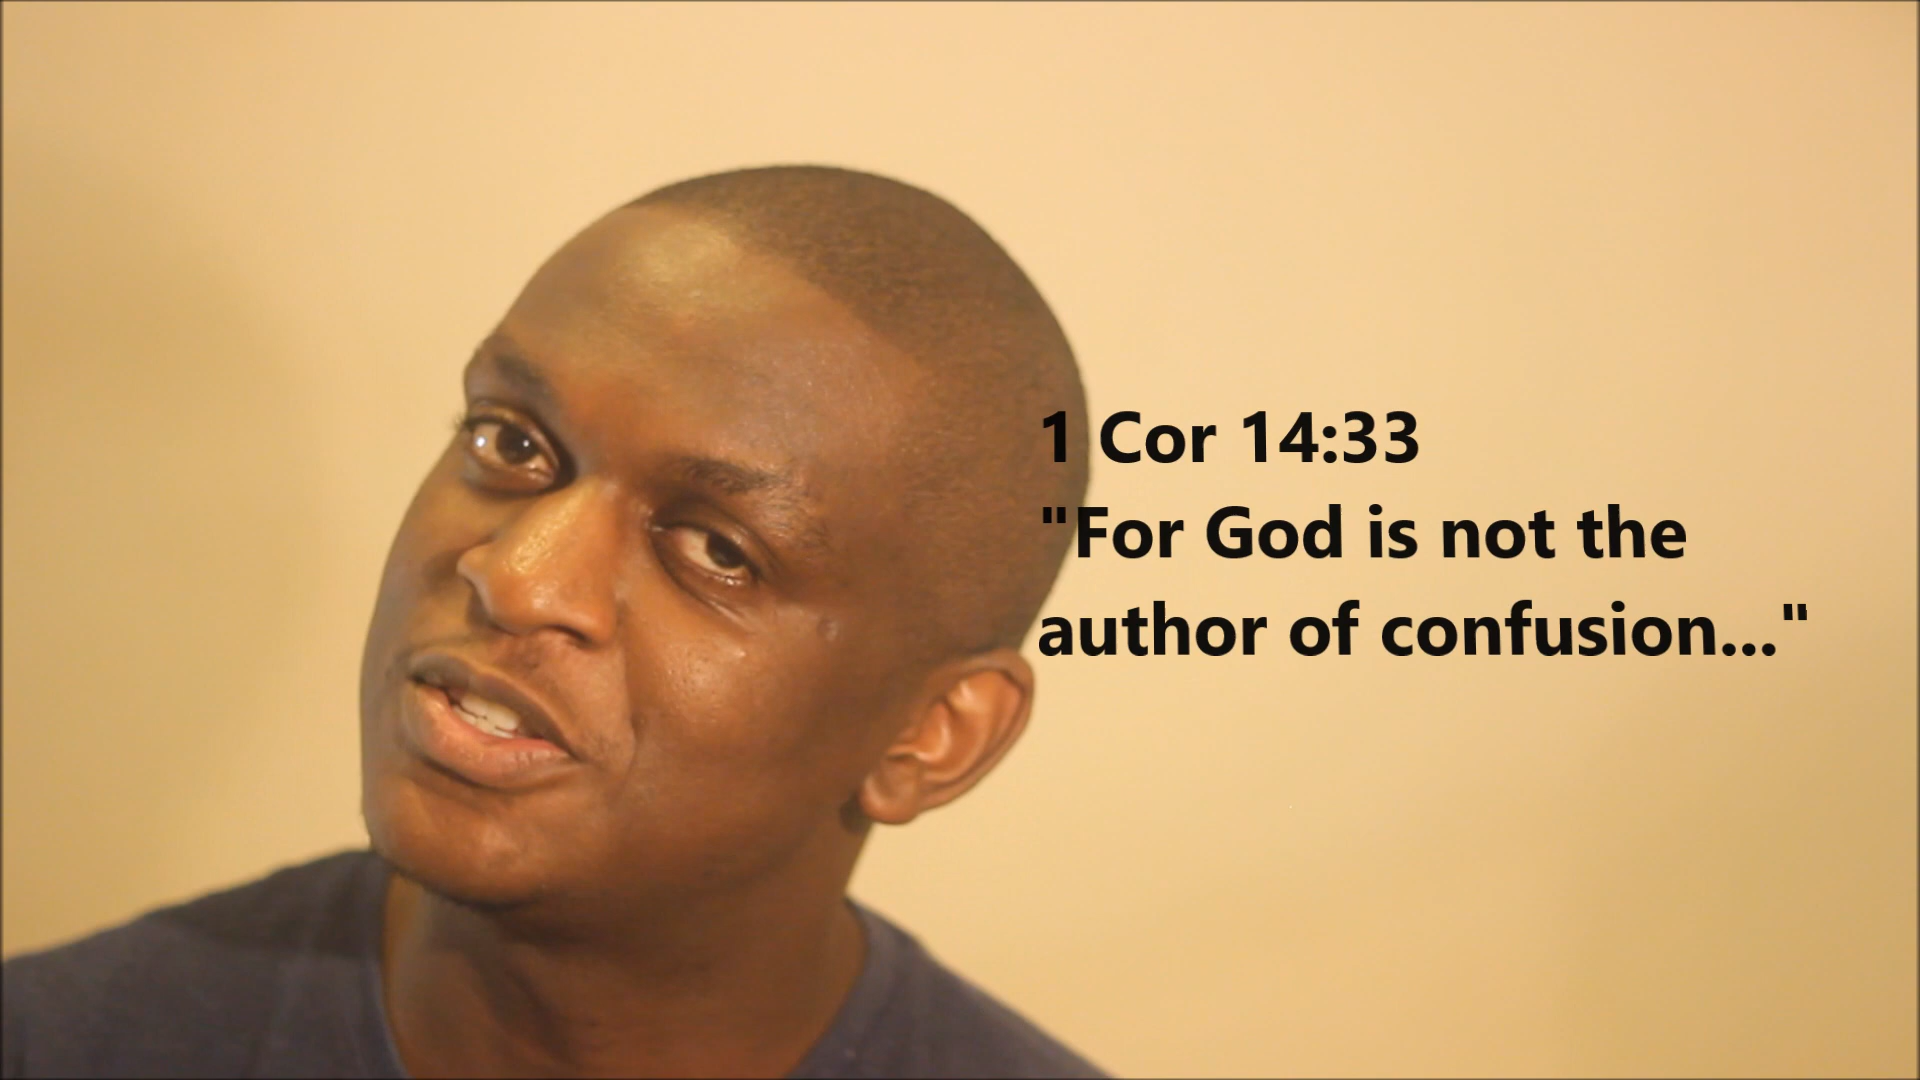 1 Cor 14:33
"For God is not the
author of confusion..."